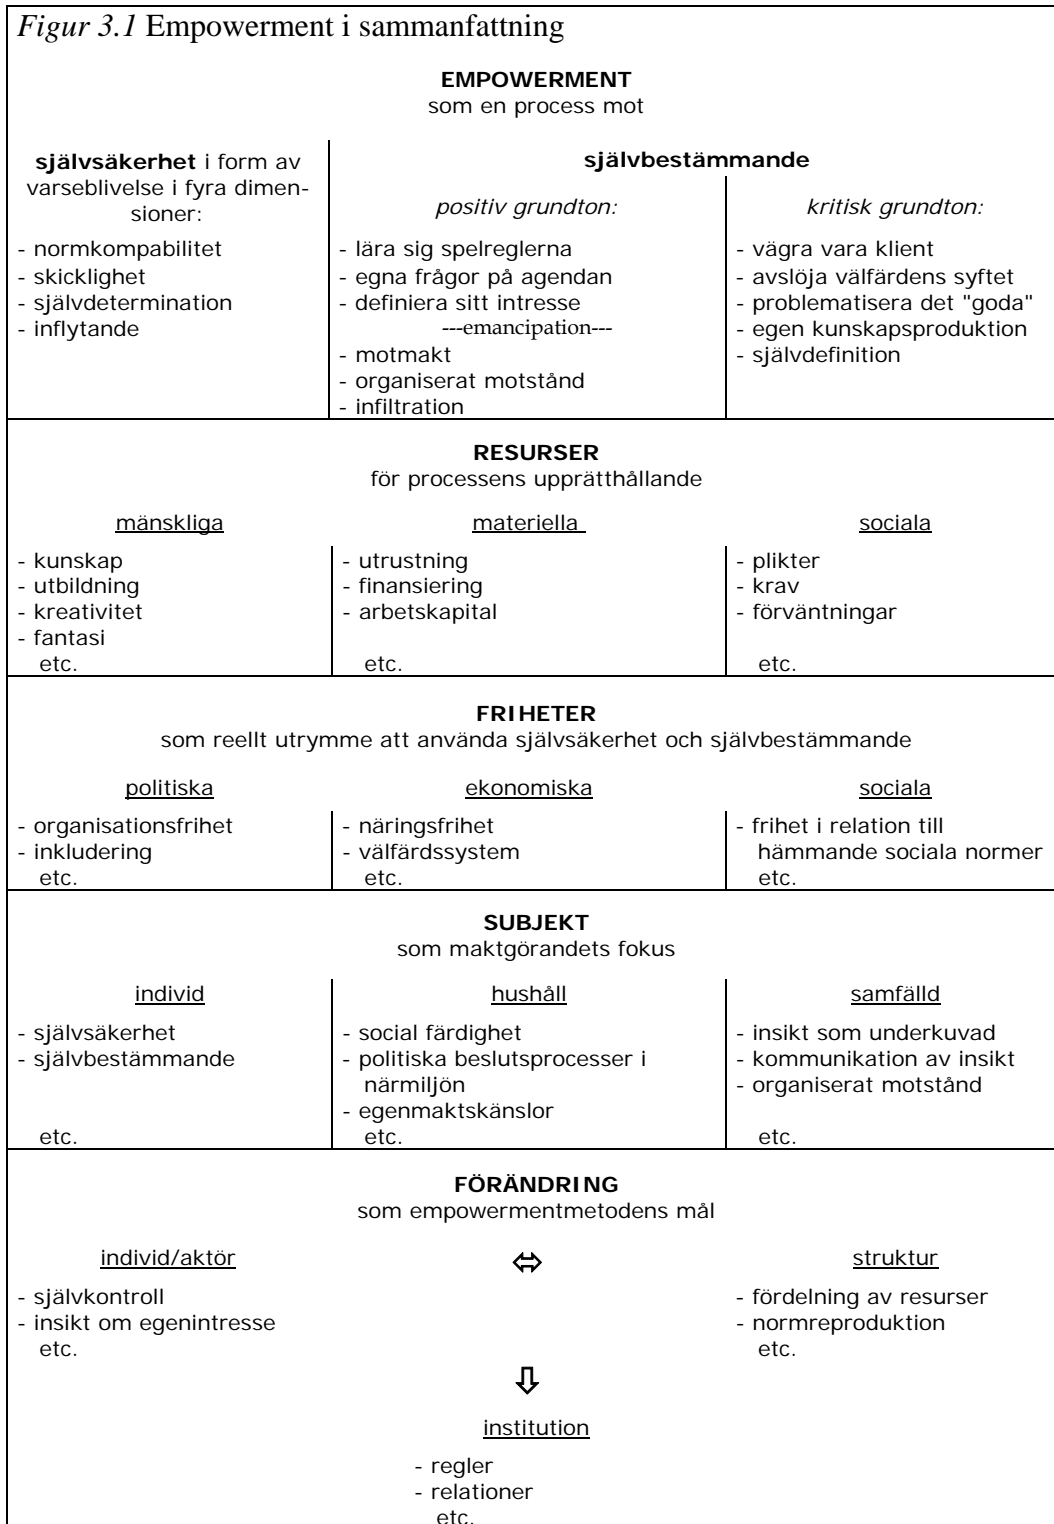 Figur 3.1 Empowerment i sammanfattning
EMPOWERMENT
som en process mot
självsäkerhet i form av
varseblivelse i fyra dimen-
sioner:
- normkompabilitet
- skicklighet
- självdetermination
- inflytande
självbestämmande
positiv grundton:
- lära sig spelreglerna
- egna frågor på agendan
- definiera sitt intresse
---emancipation---
- motmakt
- organiserat motstånd
- infiltration
kritisk grundton:
- vägra vara klient
- avslöja välfärdens syftet
- problematisera det "goda"
- egen kunskapsproduktion
- självdefinition
RESURSER
för processens upprätthållande
mänskliga
- kunskap
- utbildning
- kreativitet
- fantasi
etc.
materiella
- utrustning
- finansiering
- arbetskapital
etc.
sociala
- plikter
- krav
- förväntningar
etc.
FRIHETER
som reellt utrymme att använda självsäkerhet och självbestämmande
politiska
- organisationsfrihet
- inkludering
etc.
ekonomiska
- näringsfrihet
- välfärdssystem
etc.
sociala
- frihet i relation till
hämmande sociala normer
etc.
SUBJEKT
som maktgörandets fokus
individ
- självsäkerhet
- självbestämmande
etc.
hushåll
- social färdighet
- politiska beslutsprocesser i
närmiljön
- egenmaktskänslor
etc.
samfälld
- insikt som underkuvad
- kommunikation av insikt
- organiserat motstånd
etc.
FÖRÄNDRING
som empowermentmetodens mål
individ/aktör
- självkontroll
- insikt om egenintresse
etc.
⇔
struktur
- fördelning av resurser
- normreproduktion
etc.
⇩
institution
- regler
- relationer
etc.